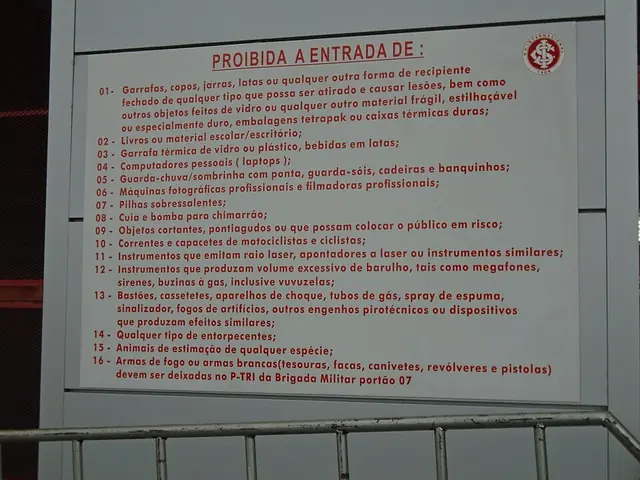 PROIBIDA A ENTRADA DE :
01- Garrafas, copos, jarras, latas ou qualquer outra forma de recipiente
fechado de qualquer tipo que possa ser atirado e causar lesões, bem como
outros objetos feitos de vidro ou qualquer outro material frágil, estilhaçável
ou especialmente duro, embalagens tetrapak ou caixas térmicas duras;
02 - Livros ou material escolar/escritório;
03 - Garrafa térmica de vidro ou plástico, bebidas em latas;
04 - Computadores pessoais ( laptops );
05 - Guarda-chuva/sombrinha com ponta, guarda-sóis, cadeiras e banquinhos;
06 - Máquinas fotográficas profissionais e filmadoras profissionais;
07 - Pilhas sobressalentes;
08 - Cuia e bomba para chimarrão;
09 - Objetos cortantes, pontiagudos ou que possam colocar o público em risco;
10 - Correntes e capacetes de motociclistas e ciclistas;
11 - Instrumentos que emitam raio laser, apontadores a laser ou instrumentos similares;
12 - Instrumentos que produzam volume excessivo de barulho, tais como megafones,
sirenes, buzinas à gas, inclusive vuvuzelas;
13 - Bastões, cassetetes, aparelhos de choque, tubos de gás, spray de espuma,
sinalizador, fogos de artifícios, outros engenhos pirotécnicos ou dispositivos
que produzam efeitos similares;
14 - Qualquer tipo de entorpecentes;
15 - Animais de estimação de qualquer espécie;
16 - Armas de fogo ou armas brancas(tesouras, facas, canivetes, revólveres e pistolas)
devem ser deixadas no P-TRI da Brigada Militar portão 07